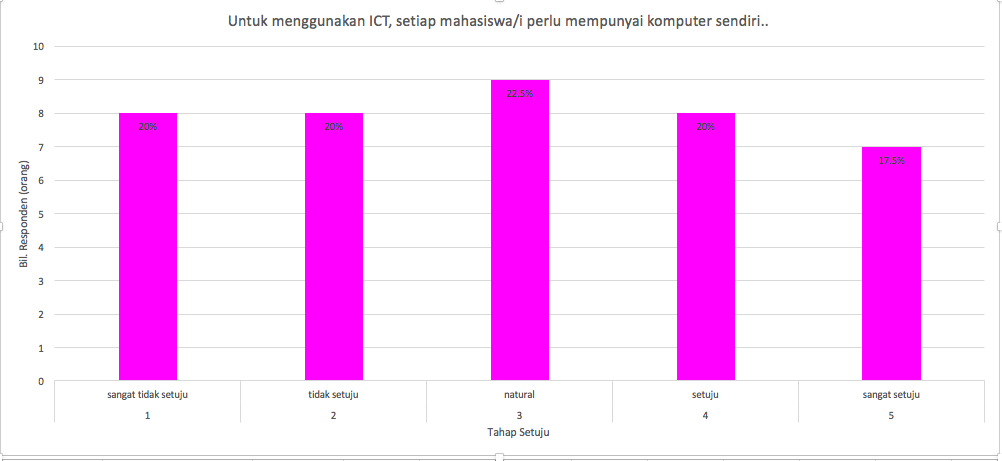 Untuk menggunakan ICT, setiap mahasiswa/i perlu mempunyai komputer sendiri..
10
9
8
7
6
5
4
3
2
1
0
Bil. Responden (orang)
20%
20%
22.5%
20%
17.5%
sangat tidak setuju
tidak setuju
natural
setuju
sangat setuju
1
2
3
4
5
Tahap Setuju